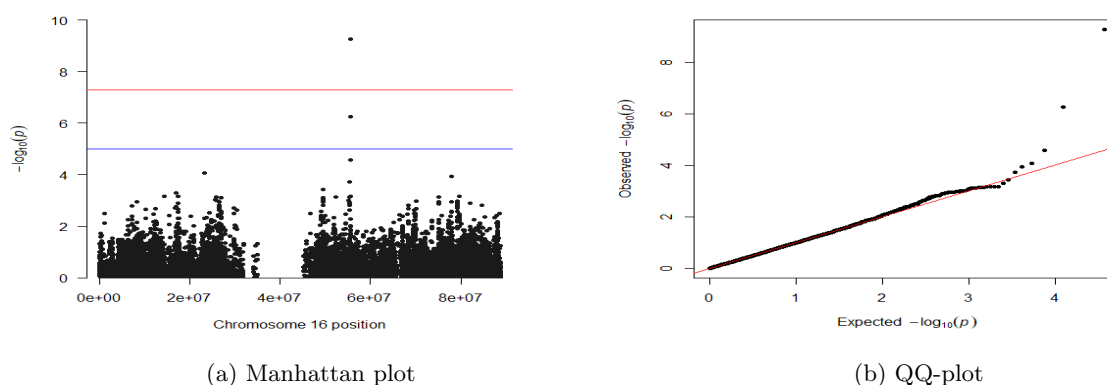 10
8
6
4
2
0
−log₁₀(p)
0e+00 2e+07 4e+07 6e+07 8e+07
Chromosome 16 position
(a) Manhattan plot
8
6
4
2
0
Observed −log₁₀(p)
0 1 2 3 4
Expected −log₁₀(p)
(b) QQ-plot